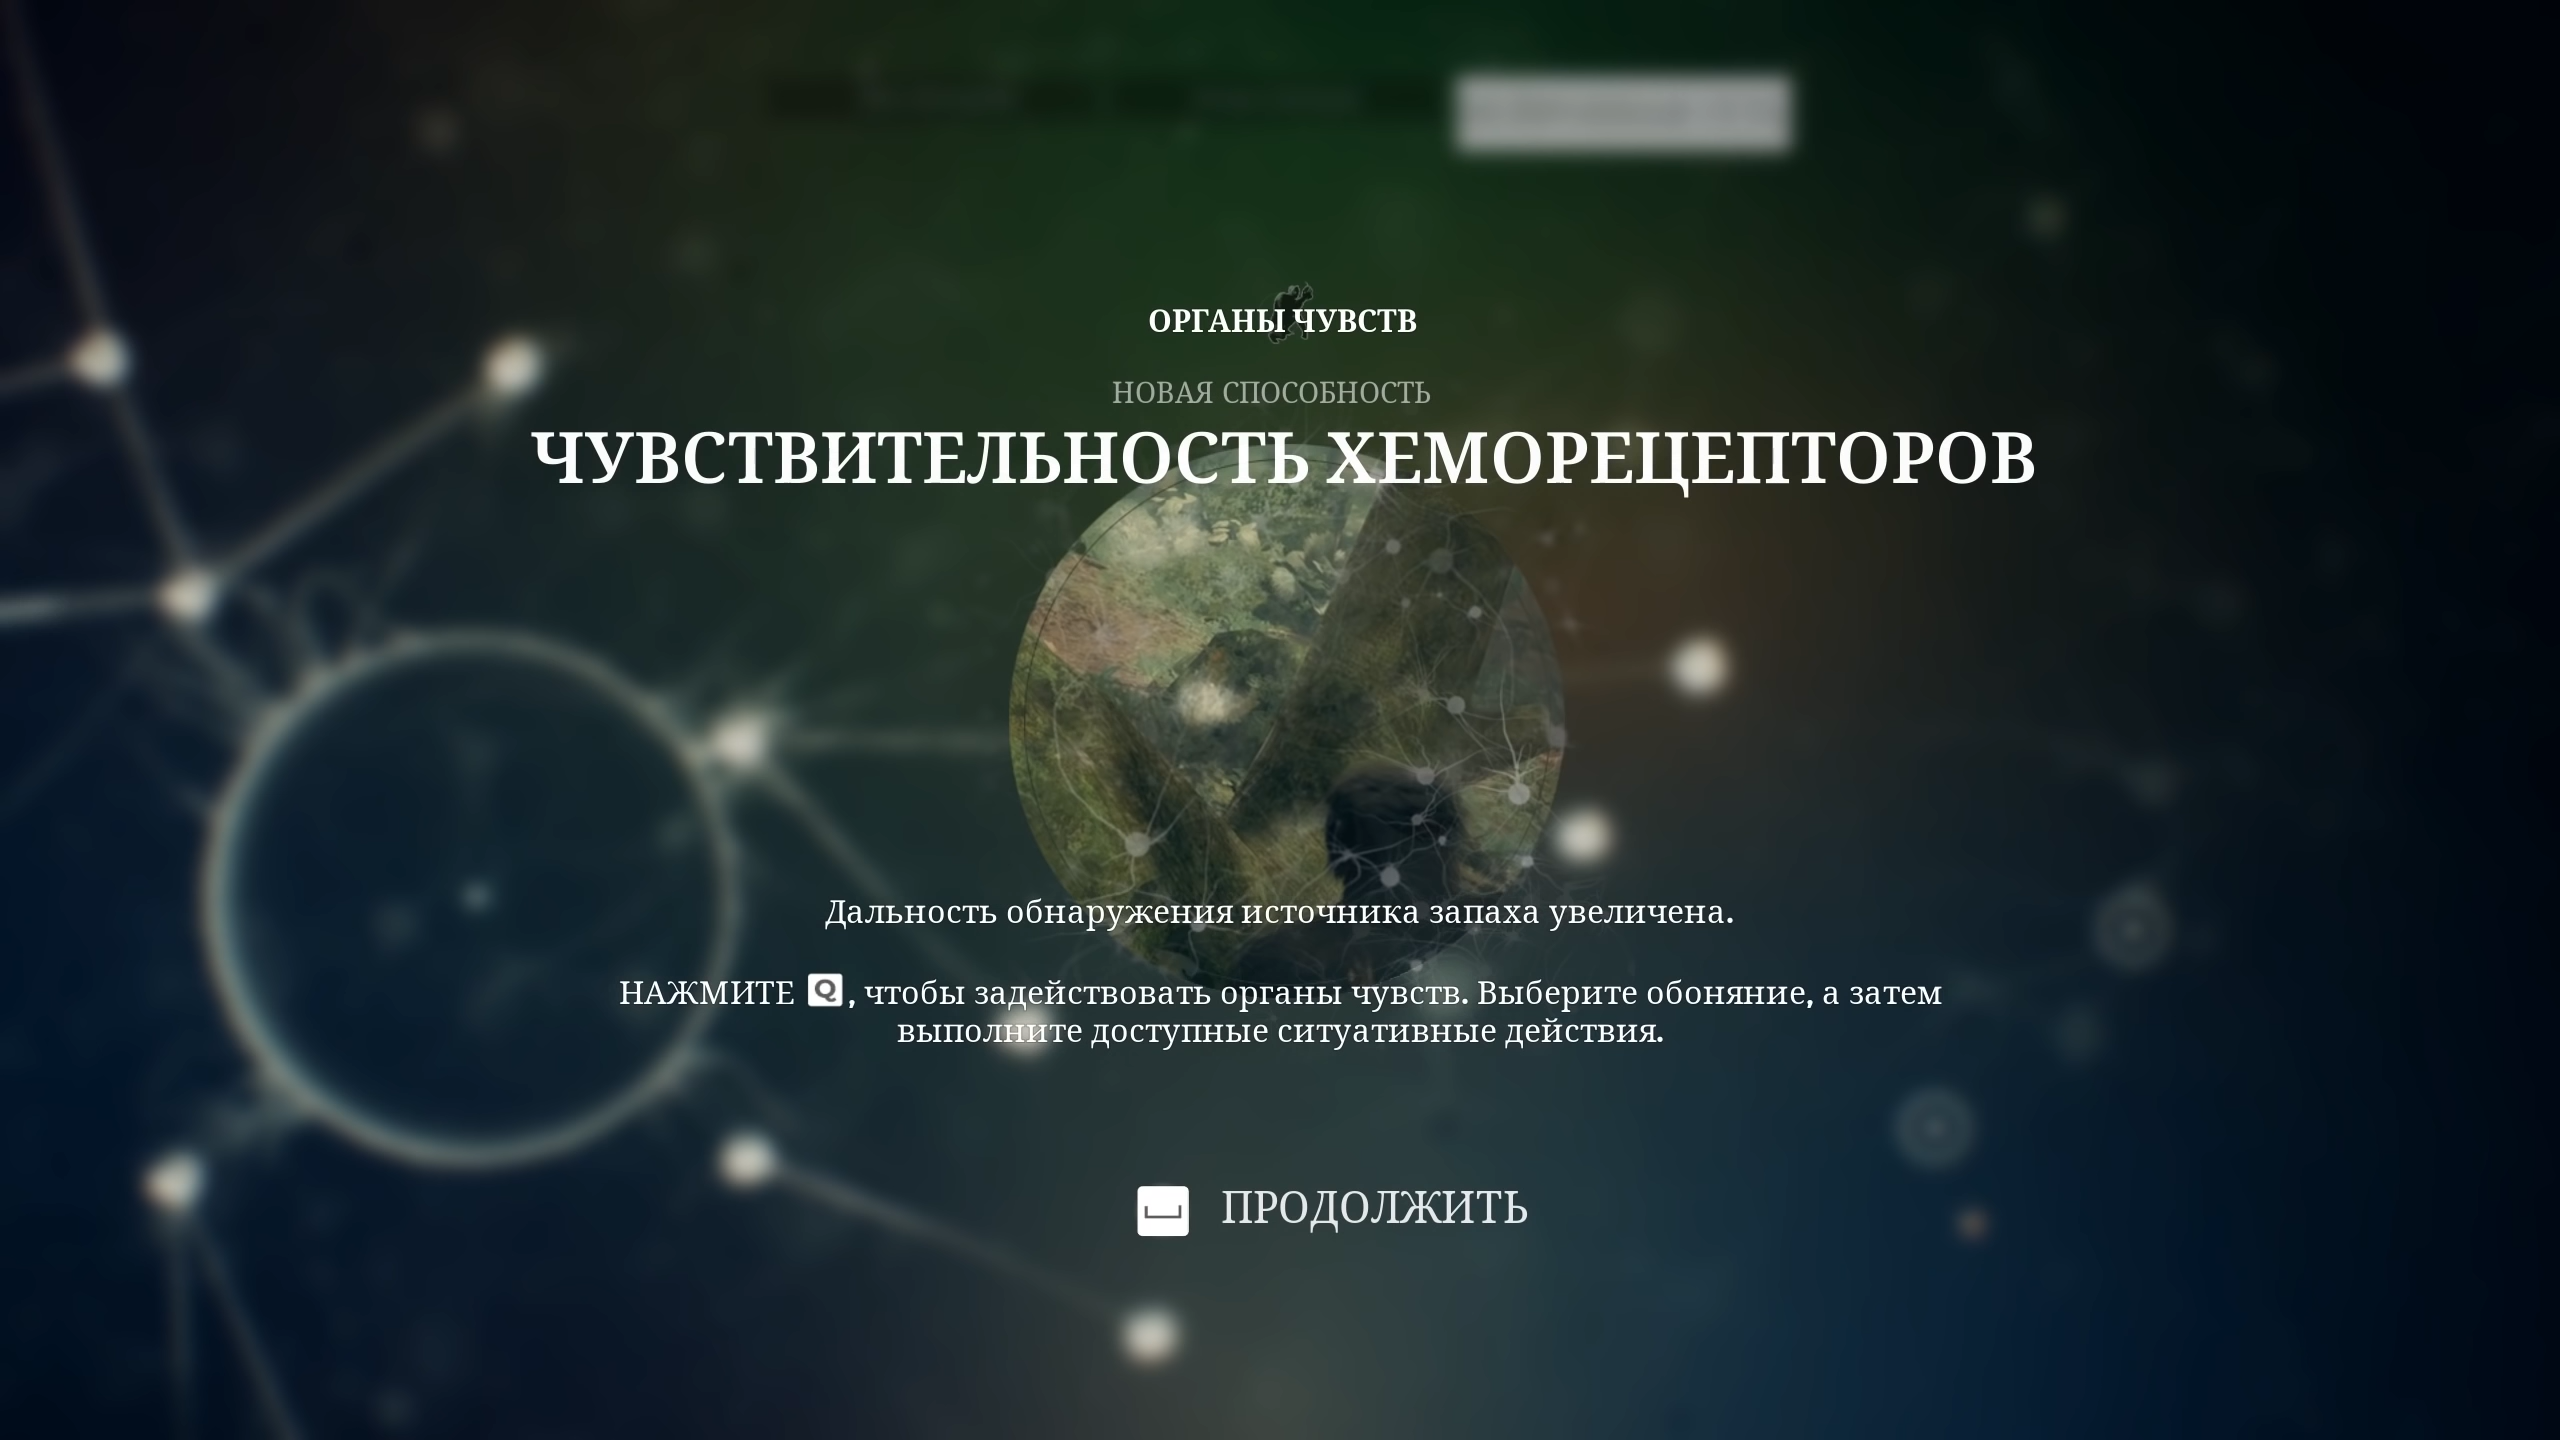 ОРГАНЫ ЧУВСТВ
НОВАЯ СПОСОБНОСТЬ
ЧУВСТВИТЕЛЬНОСТЬ ХЕМОРЕЦЕПТОРОВ
Дальность обнаружения источника запаха увеличена.
НАЖМИТЕ Q, чтобы задействовать органы чувств. Выберите обоняние, а затем
выполните доступные ситуативные действия.
ПРОДОЛЖИТЬ